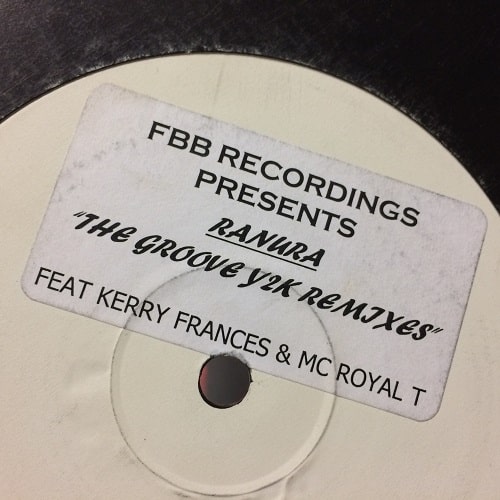 FBB RECORDINGS
PRESENTS
RANURA
"THE GROOVE Y2K REMIXES"
FEAT KERRY FRANCES & MC ROYAL T